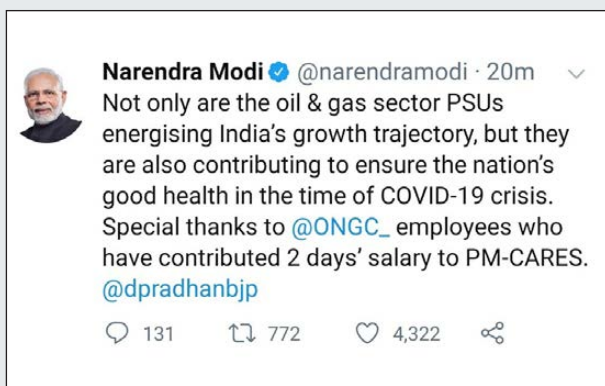 Narendra Modi @narendramodi · 20m
Not only are the oil & gas sector PSUs
energising India's growth trajectory, but they
are also contributing to ensure the nation's
good health in the time of COVID-19 crisis.
Special thanks to @ONGC_ employees who
have contributed 2 days' salary to PM-CARES.
@dpradhanbjp
131 772 4,322